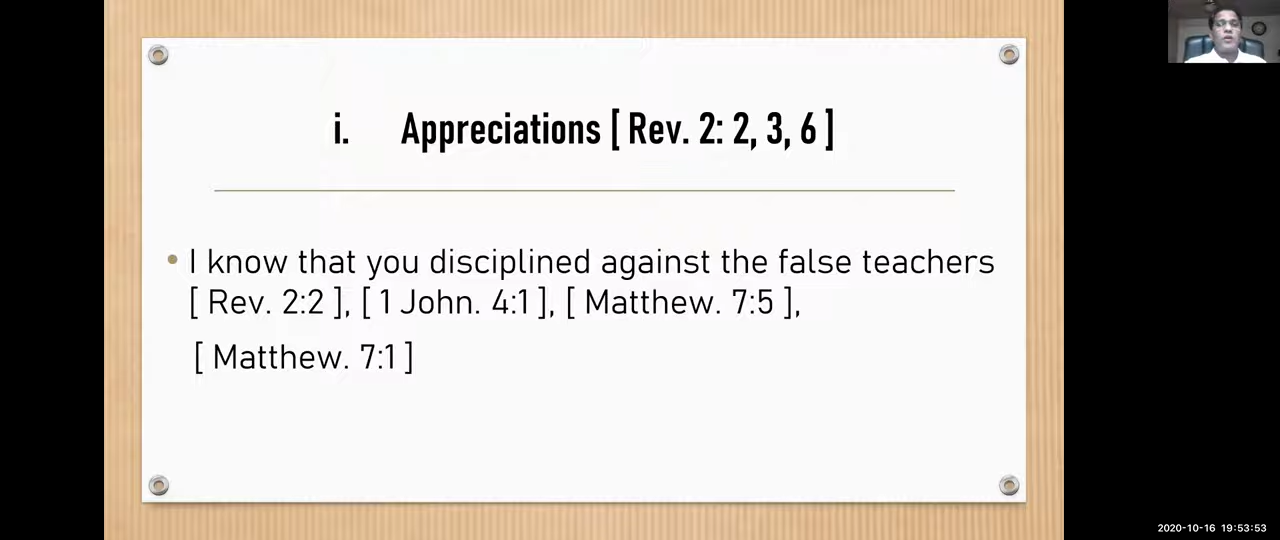 i. Appreciations [ Rev. 2: 2, 3, 6 ]
• I know that you disciplined against the false teachers
[ Rev. 2:2 ], [ 1 John. 4:1 ], [ Matthew. 7:5 ],
[ Matthew. 7:1 ]
2020-10-16 19:53:53